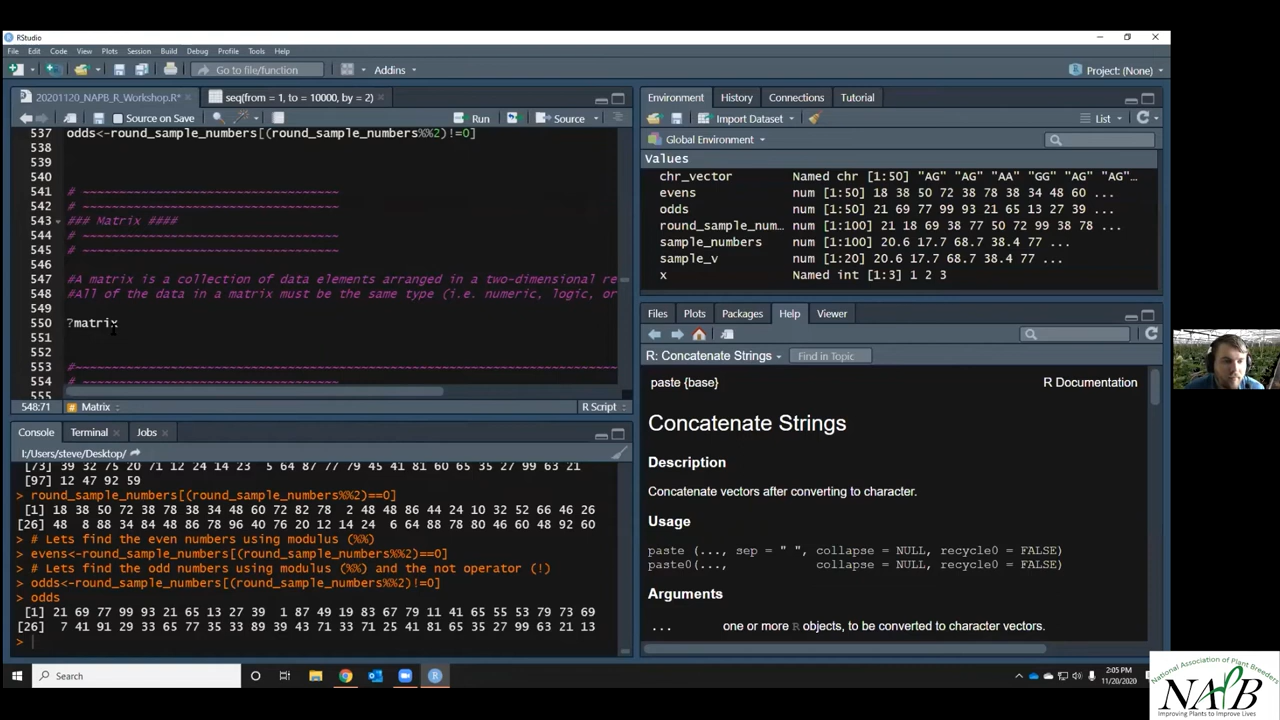 RStudio
File Edit Code View Plots Session Build Debug Profile Tools Help
Go to file/function Addins Project: (None)
20201120_NAPB_R_Workshop.R* seq(from = 1, to = 10000, by = 2)
Source on Save Run Source
537 odds<-round_sample_numbers[(round_sample_numbers%%2)!=0]
538
539
540
541 # ~~~~~~~~~~~~~~~~~~~~~~~~~~~~~~~~~~~
542 # ~~~~~~~~~~~~~~~~~~~~~~~~~~~~~~~~~~~
543 ### Matrix ####
544 # ~~~~~~~~~~~~~~~~~~~~~~~~~~~~~~~~~~~
545 # ~~~~~~~~~~~~~~~~~~~~~~~~~~~~~~~~~~~
546
547 #A matrix is a collection of data elements arranged in a two-dimensional re
548 #All of the data in a matrix must be the same type (i.e. numeric, logic, or
549
550 ?matrix
551
552
553 #~~~~~~~~~~~~~~~~~~~~~~~~~~~~~~~~~~~~~~~~~~~~~~~~~~~~~~~~~~~~~~~~~~~~~~~~~~
554 # ~~~~~~~~~~~~~~~~~~~~~~~~~~~~~~~~~~~
555
548:71 Matrix R Script
Console Terminal Jobs
I:/Users/steve/Desktop/
[73] 39 32 75 20 71 12 24 14 23 5 64 87 77 79 45 41 81 60 54 35 27 99 63 21
[97] 12 47 92 59
> round_sample_numbers[(round_sample_numbers%%2)==0]
[1] 18 38 50 72 38 78 38 34 48 60 72 82 78 2 48 48 86 44 24 10 32 52 66 46 26
[26] 48 8 88 34 84 48 86 78 96 40 76 20 12 14 24 6 64 88 78 80 46 60 48 92 60
> # Lets find the even numbers using modulus (%%)
> evens<-round_sample_numbers[(round_sample_numbers%%2)==0]
> # Lets find the odd numbers using modulus (%%) and the not operator (!)
> odds<-round_sample_numbers[(round_sample_numbers%%2)!=0]
> odds
[1] 21 69 77 99 93 21 65 13 27 39 1 87 49 19 83 67 79 11 41 65 55 53 79 73 69
[26] 7 41 91 29 33 65 77 35 33 89 39 43 71 33 71 25 41 81 65 35 27 99 63 21 13
>
Environment History Connections Tutorial
Import Dataset List
Global Environment
Values
chr_vector Named chr [1:50] "AG" "AG" "AA" "GG" "AG" "AG"…
evens num [1:50] 18 38 50 72 38 78 38 34 48 60 ...
odds num [1:50] 21 69 77 99 93 21 65 13 27 39 ...
round_sample_num… num [1:100] 21 18 69 38 77 50 72 99 38 78 ...
sample_numbers num [1:100] 20.6 17.7 68.7 38.4 77 ...
sample_v num [1:20] 20.6 17.7 68.7 38.4 77 ...
x Named int [1:3] 1 2 3
Files Plots Packages Help Viewer
R: Concatenate Strings Find in Topic
paste {base} R Documentation
Concatenate Strings
Description
Concatenate vectors after converting to character.
Usage
paste (..., sep = " ", collapse = NULL, recycle0 = FALSE)
paste0(..., collapse = NULL, recycle0 = FALSE)
Arguments
... one or more R objects, to be converted to character vectors.
Search
2:05 PM
11/20/2020
National Association of Plant Breeders
NAPB
Improving Plants to Improve Lives